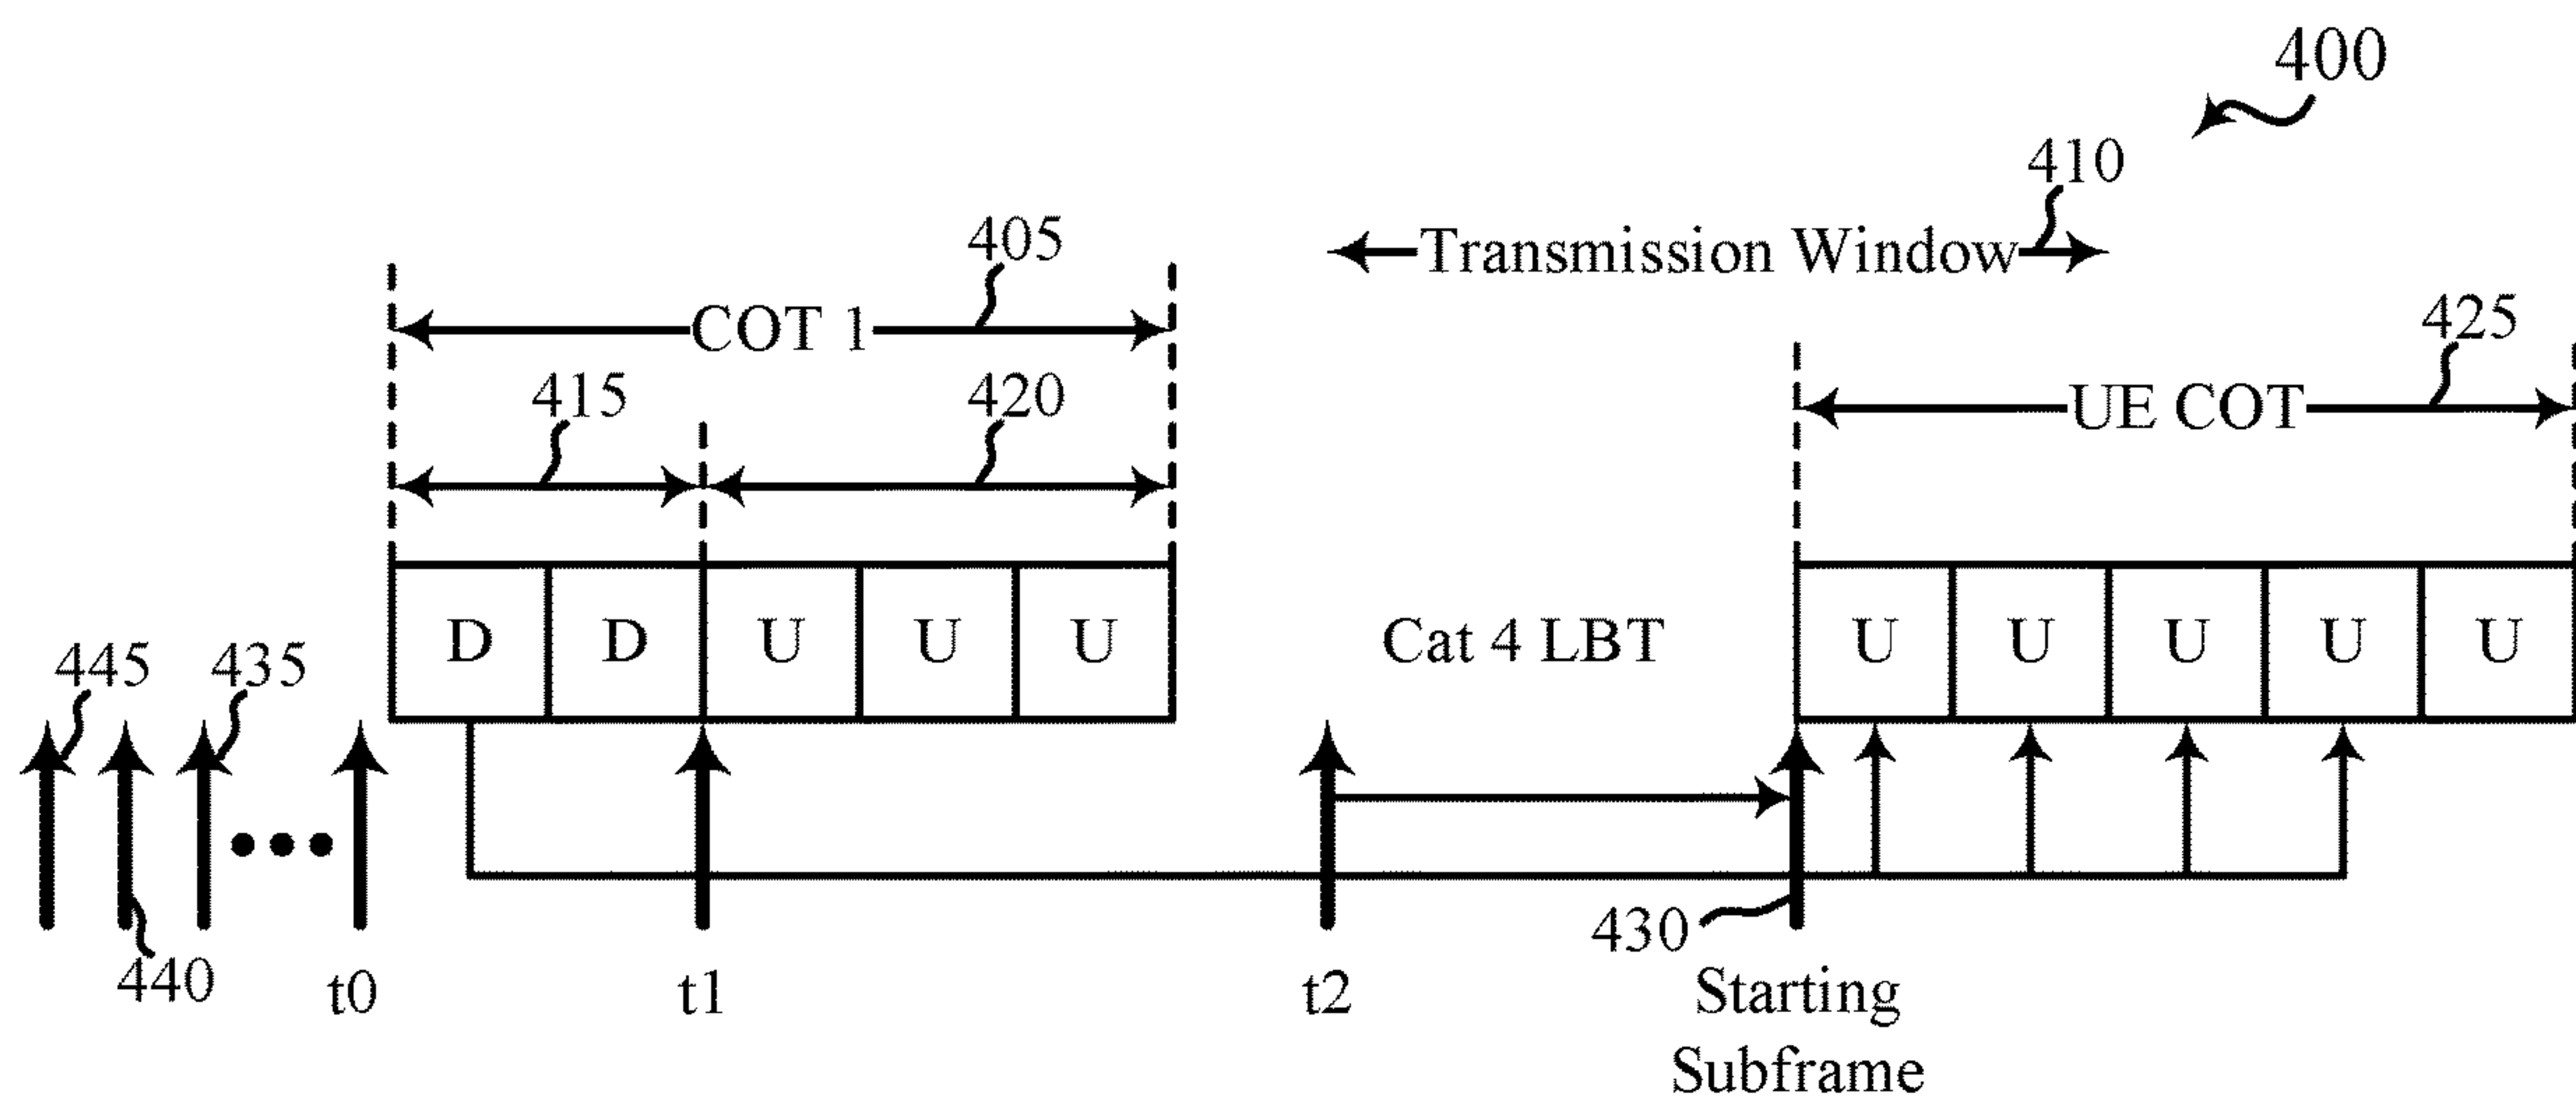 400
410
405
Transmission Window
COT 1
425
415
420
UE COT
D D U U U
Cat 4 LBT
U U U U U
445
435
430
440
t0
t1
t2
Starting
Subframe